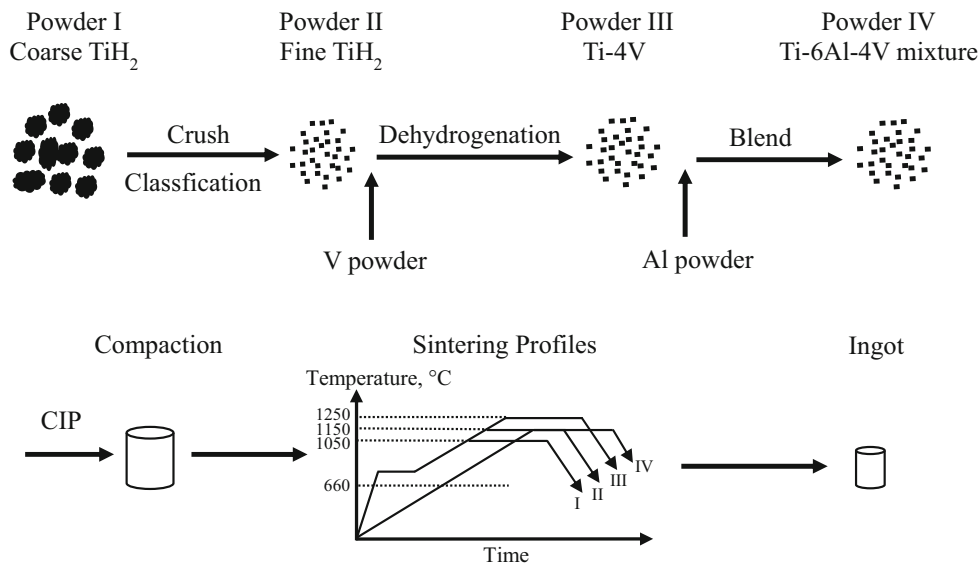 Powder I
Coarse TiH₂
Powder II
Fine TiH₂
Powder III
Ti-4V
Powder IV
Ti-6Al-4V mixture
Crush
Classfication
Dehydrogenation
Blend
V powder
Al powder
Compaction
Sintering Profiles
Ingot
CIP
Temperature, °C
1250
1150
1050
660
I
II
III
IV
Time